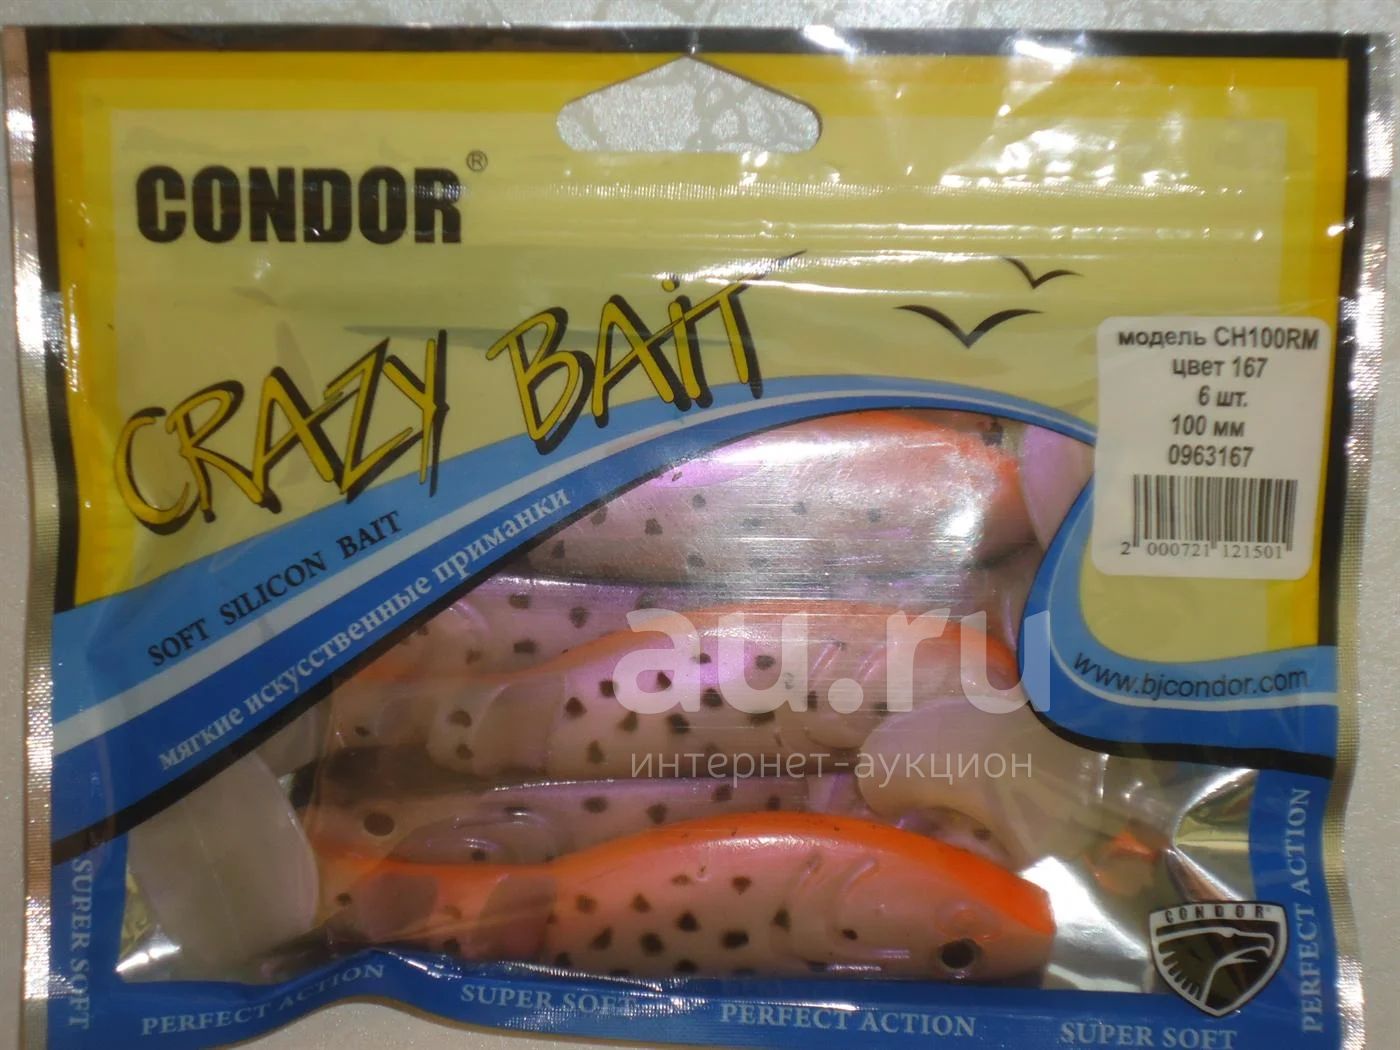 CONDOR®
CRAZY BAiT
SOFT SILICON BAIT
мягкие искусственные приманки
модель CH100RM
цвет 167
6 шт.
100 мм
0963167
2 000721 121501
www.bjcondor.com
au.ru
интернет-аукцион
CONDOR
SUPER SOFT
PERFECT ACTION
SUPER SOFT
PERFECT ACTION
SUPER SOFT
PERFECT ACTION